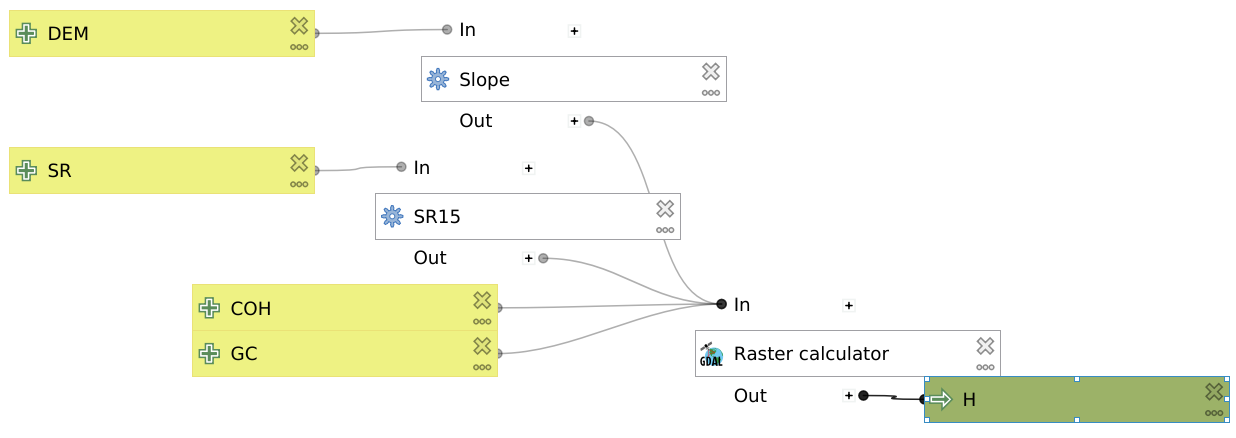 DEM
In +
Slope
Out +
SR
In +
SR15
Out +
COH
GC
In +
GDAL Raster calculator
Out +
H